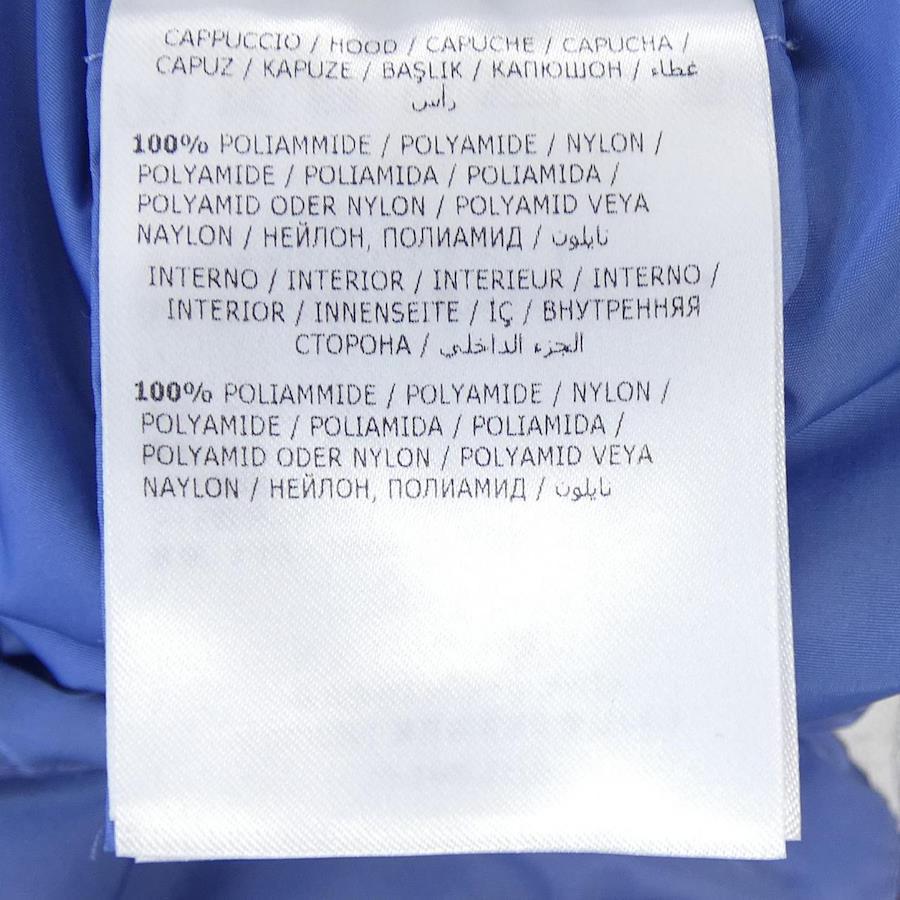 CAPPUCCIO / HOOD / CAPUCHE / CAPUCHA /
CAPUZ / KAPUZE / BAŞLIK / КАПЮШОН / غطاء
رأس
100% POLIAMMIDE / POLYAMIDE / NYLON /
POLYAMIDE / POLIAMIDA / POLIAMIDA /
POLYAMID ODER NYLON / POLYAMID VEYA
NAYLON / НЕЙЛОН, ПОЛИАМИД / نايلون
INTERNO / INTERIOR / INTERIEUR / INTERNO /
INTERIOR / INNENSEITE / İÇ / ВНУТРЕННЯЯ
СТОРОНА / الجزء الداخلي
100% POLIAMMIDE / POLYAMIDE / NYLON /
POLYAMIDE / POLIAMIDA / POLIAMIDA /
POLYAMID ODER NYLON / POLYAMID VEYA
NAYLON / НЕЙЛОН, ПОЛИАМИД / نايلون